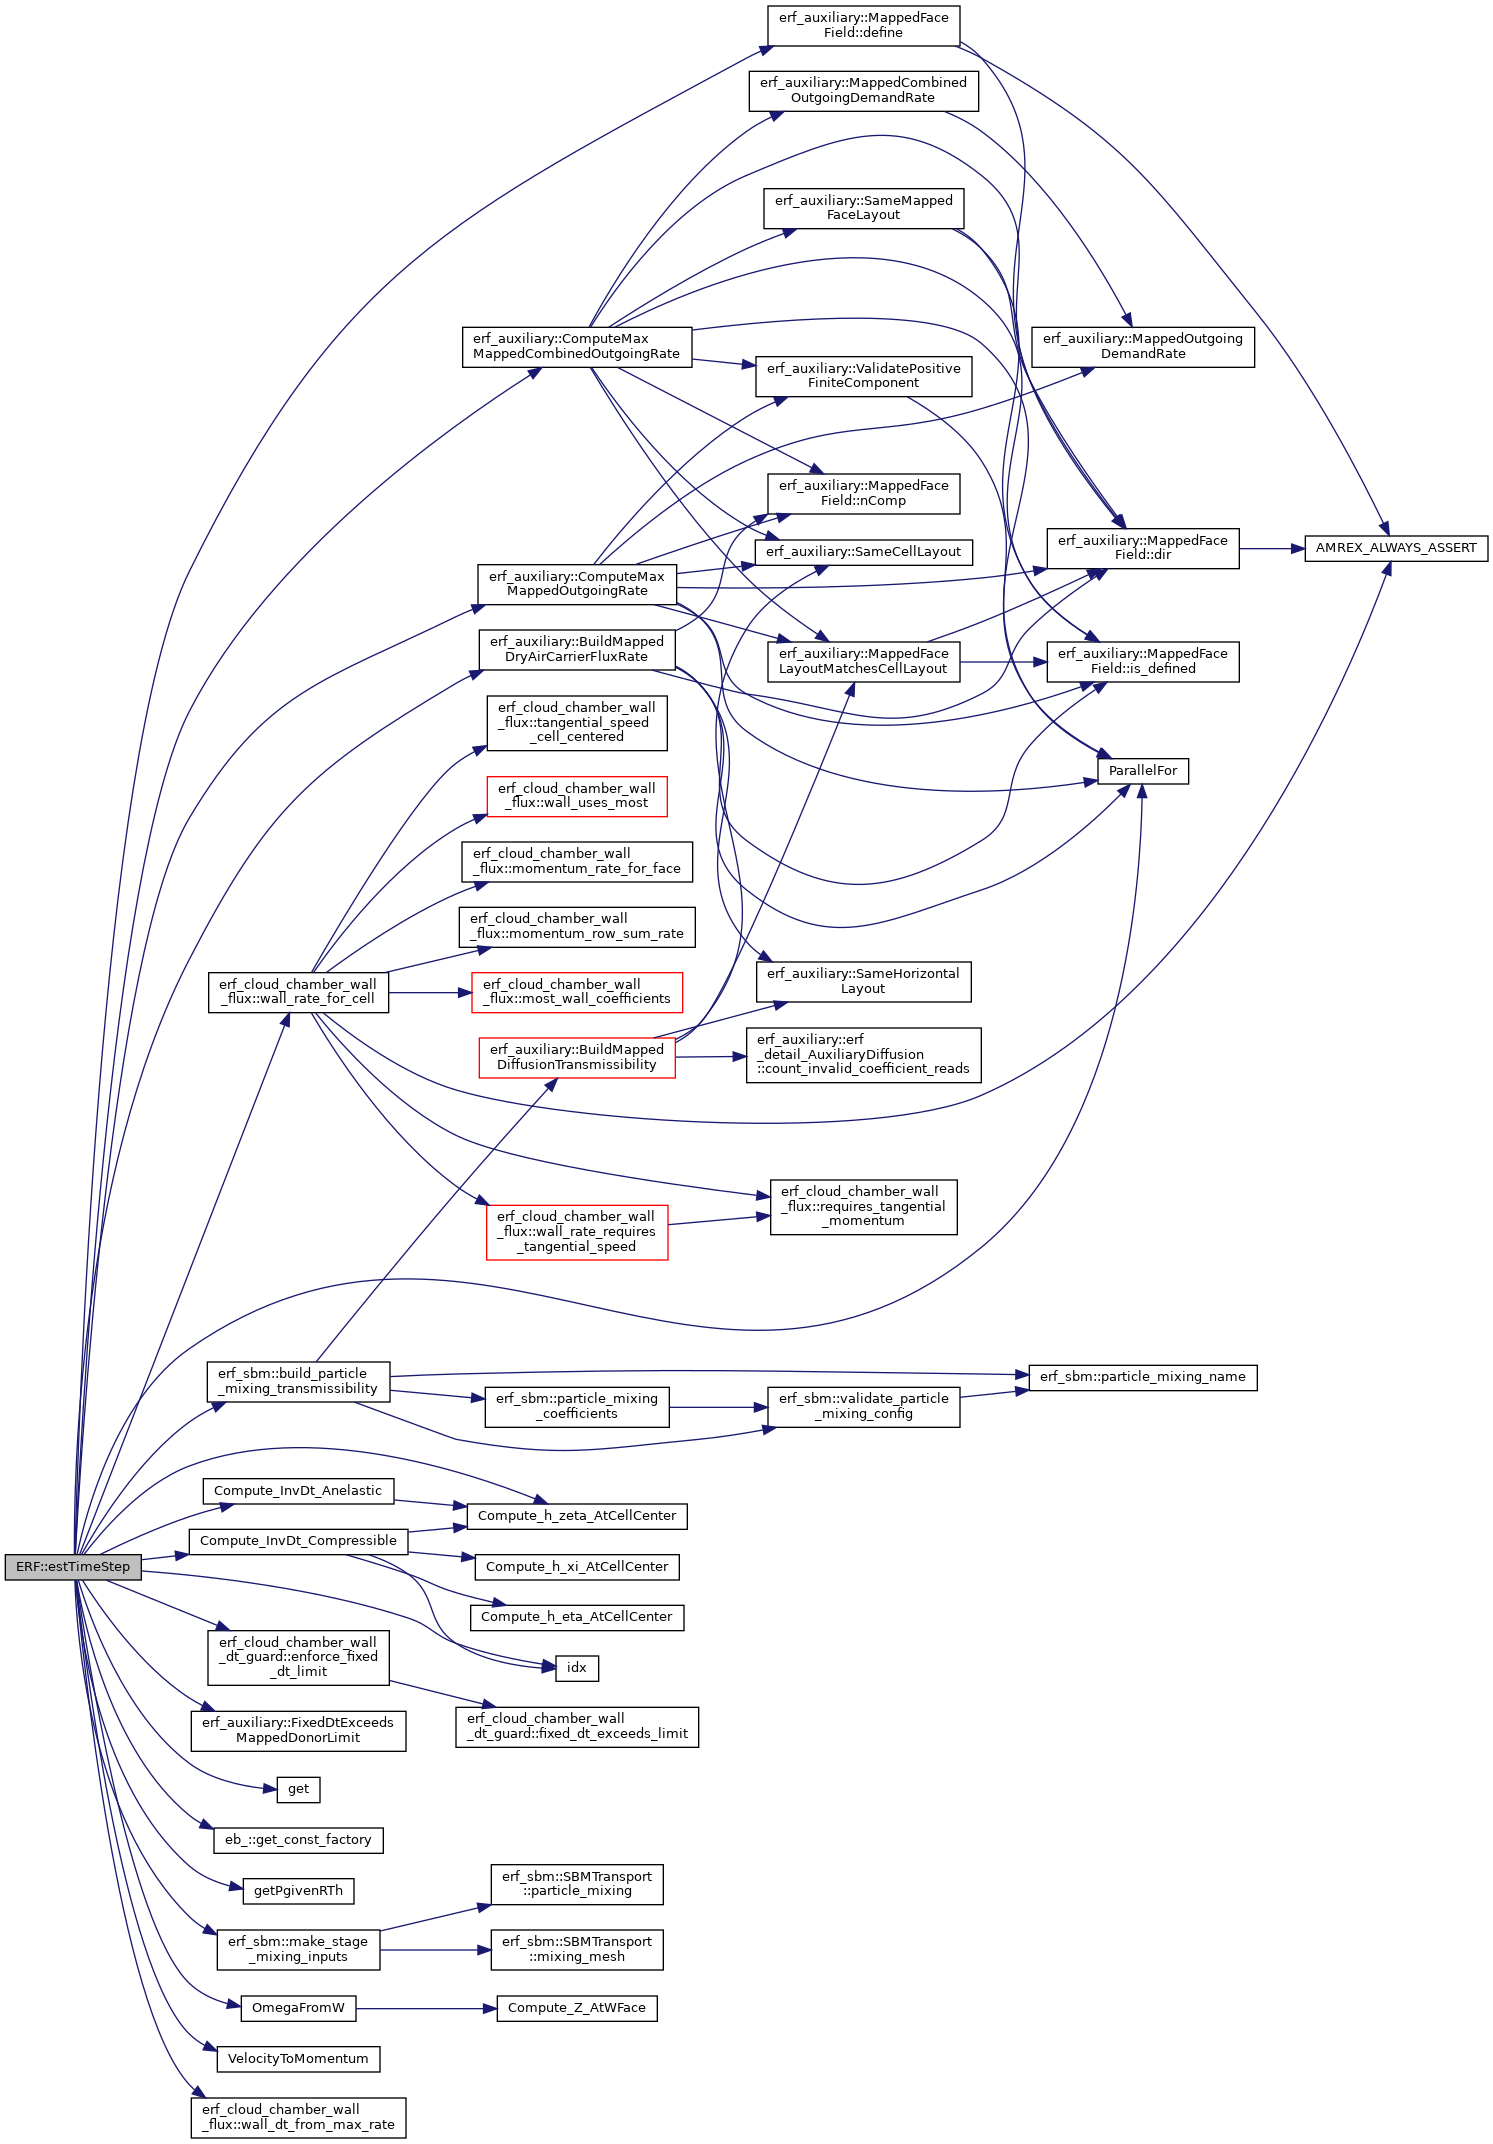 erf_auxiliary::MappedFace
Field::define
erf_auxiliary::MappedCombined
OutgoingDemandRate
erf_auxiliary::SameMapped
FaceLayout
erf_auxiliary::ComputeMax
MappedCombinedOutgoingRate
erf_auxiliary::MappedOutgoing
DemandRate
erf_auxiliary::ValidatePositive
FiniteComponent
erf_auxiliary::MappedFace
Field::nComp
erf_auxiliary::SameCellLayout
erf_auxiliary::MappedFace
Field::dir
AMREX_ALWAYS_ASSERT
erf_auxiliary::ComputeMax
MappedOutgoingRate
erf_auxiliary::BuildMapped
DryAirCarrierFluxRate
erf_auxiliary::MappedFace
LayoutMatchesCellLayout
erf_auxiliary::MappedFace
Field::is_defined
erf_cloud_chamber_wall
_flux::tangential_speed
_cell_centered
ParallelFor
erf_cloud_chamber_wall
_flux::wall_uses_most
erf_cloud_chamber_wall
_flux::momentum_rate_for_face
erf_cloud_chamber_wall
_flux::momentum_row_sum_rate
erf_cloud_chamber_wall
_flux::wall_rate_for_cell
erf_cloud_chamber_wall
_flux::most_wall_coefficients
erf_auxiliary::SameHorizontal
Layout
erf_auxiliary::BuildMapped
DiffusionTransmissibility
erf_auxiliary::erf
_detail_AuxiliaryDiffusion
::count_invalid_coefficient_reads
erf_cloud_chamber_wall
_flux::requires_tangential
_momentum
erf_cloud_chamber_wall
_flux::wall_rate_requires
_tangential_speed
erf_sbm::build_particle
_mixing_transmissibility
erf_sbm::particle_mixing_name
erf_sbm::particle_mixing
_coefficients
erf_sbm::validate_particle
_mixing_config
Compute_InvDt_Anelastic
Compute_h_zeta_AtCellCenter
Compute_InvDt_Compressible
ERF::estTimeStep
Compute_h_xi_AtCellCenter
Compute_h_eta_AtCellCenter
erf_cloud_chamber_wall
_dt_guard::enforce_fixed
_dt_limit
idx
erf_auxiliary::FixedDtExceeds
MappedDonorLimit
erf_cloud_chamber_wall
_dt_guard::fixed_dt_exceeds_limit
get
eb_::get_const_factory
getPgivenRTh
erf_sbm::SBMTransport
::particle_mixing
erf_sbm::make_stage
_mixing_inputs
erf_sbm::SBMTransport
::mixing_mesh
OmegaFromW
Compute_Z_AtWFace
VelocityToMomentum
erf_cloud_chamber_wall
_flux::wall_dt_from_max_rate